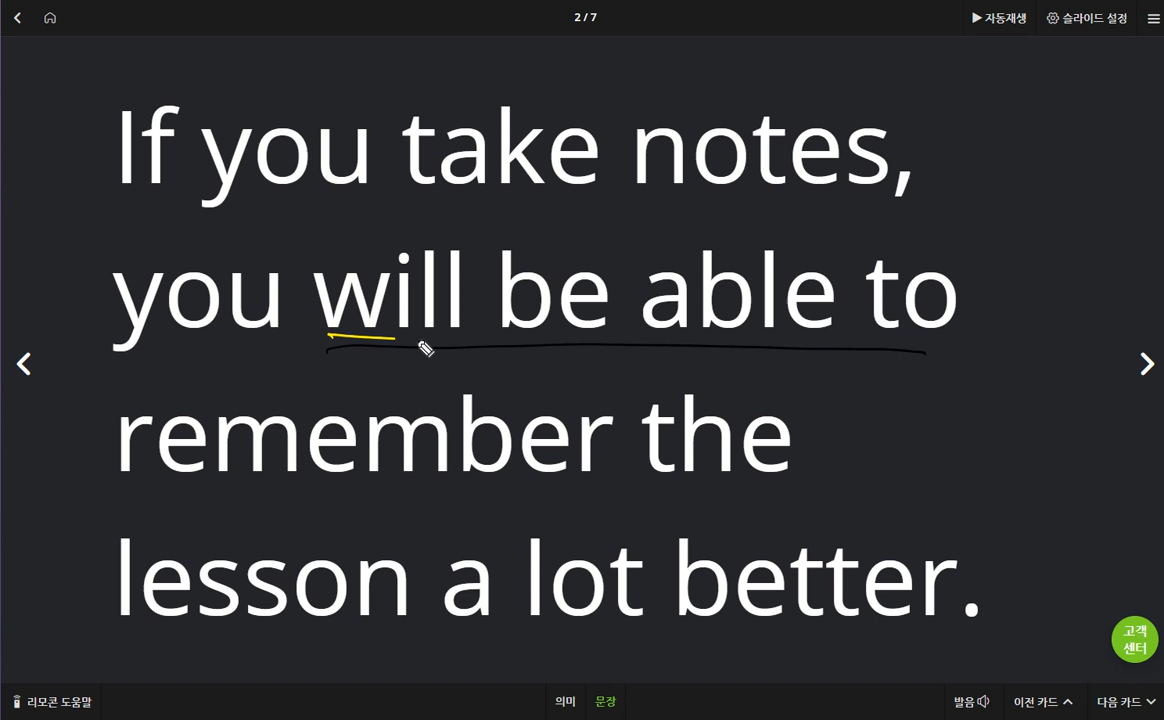 2 / 7
자동재생
슬라이드 설정
If you take notes,
you will be able to
remember the
lesson a lot better.
고객
센터
리모콘 도움말
의미
문장
발음
이전 카드
다음 카드